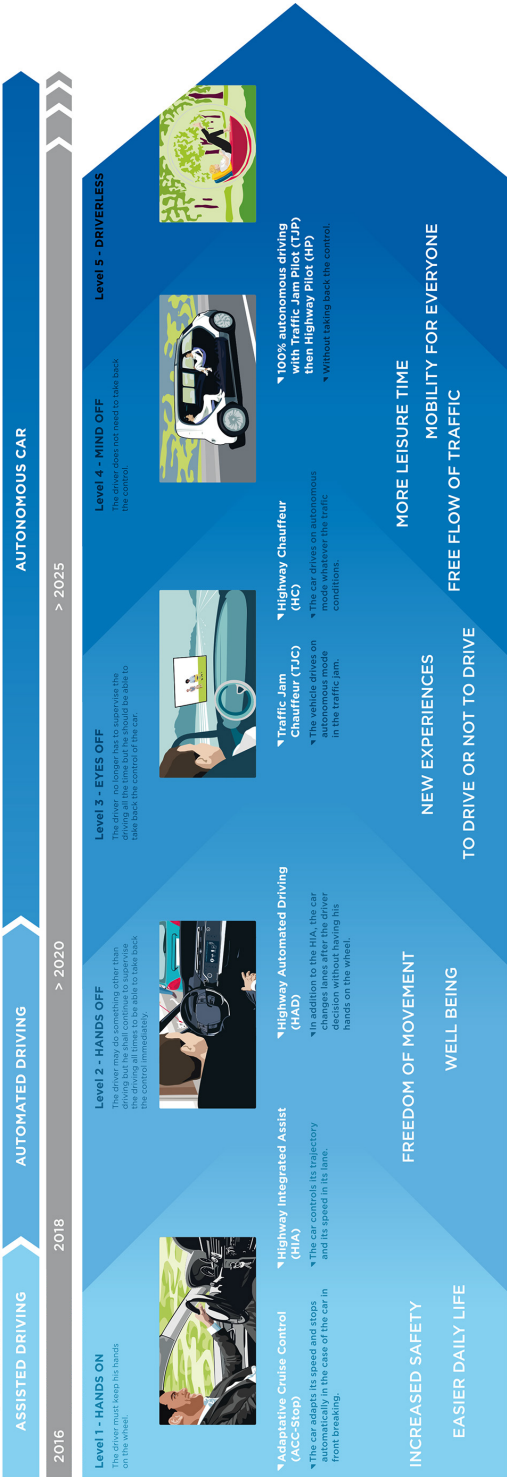 ASSISTED DRIVING
AUTOMATED DRIVING
AUTONOMOUS CAR
2016
2018
> 2020
> 2025
Level 1 - HANDS ON
The driver must keep his hands
on the wheel.
Level 2 - HANDS OFF
The driver may do something other than
driving but he shall continue to supervise
the driving all times to be able to take back
the control immediately.
Level 3 - EYES OFF
The driver no longer has to supervise the
driving all the time but he should be able to
take back the control of the car.
Level 4 - MIND OFF
The driver does not need to take back
the control.
Level 5 - DRIVERLESS
Adaptative Cruise Control
(ACC-Stop)
The car adapts its speed and stops
automatically in the case of the car in
front breaking.
Highway Integrated Assist
(HIA)
The car controls its trajectory
and its speed in its lane.
Highway Automated Driving
(HAD)
In addition to the HIA, the car
changes lanes after the driver
decision without having his
hands on the wheel.
Traffic Jam
Chauffeur (TJC)
The vehicle drives on
autonomous mode
in the traffic jam.
Highway Chauffeur
(HC)
The car drives on autonomous
mode whatever the trafic
conditions.
100% autonomous driving
with Traffic Jam Pilot (TJP)
then Highway Pilot (HP)
Without taking back the control.
INCREASED SAFETY
EASIER DAILY LIFE
FREEDOM OF MOVEMENT
WELL BEING
NEW EXPERIENCES
TO DRIVE OR NOT TO DRIVE
MORE LEISURE TIME
MOBILITY FOR EVERYONE
FREE FLOW OF TRAFFIC